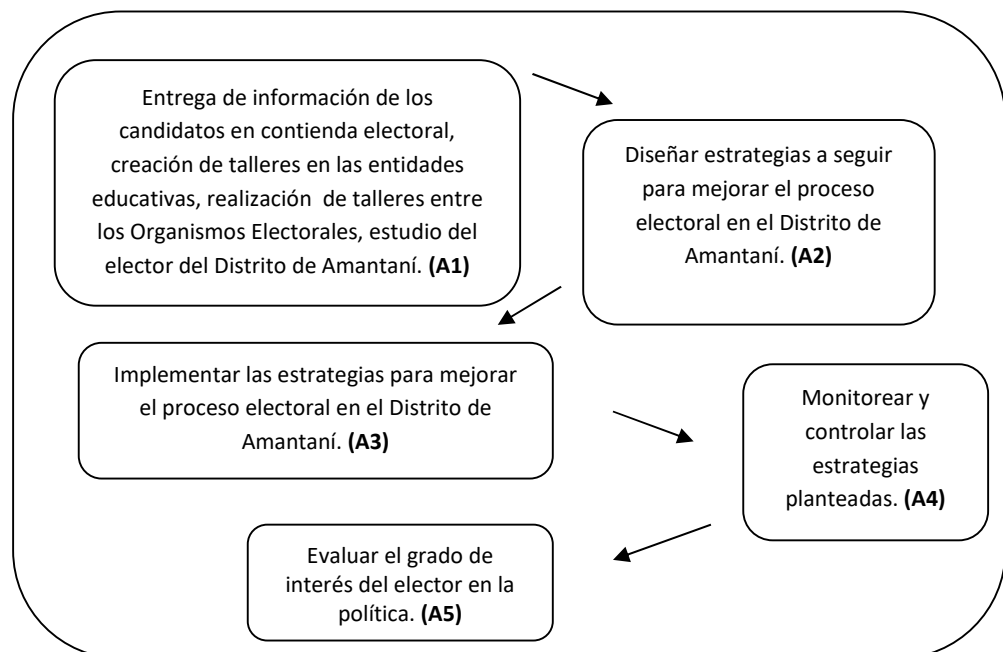 Entrega de información de los
candidatos en contienda electoral,
creación de talleres en las entidades
educativas, realización de talleres entre
los Organismos Electorales, estudio del
elector del Distrito de Amantaní. (A1)
Diseñar estrategias a seguir
para mejorar el proceso
electoral en el Distrito de
Amantaní. (A2)
Implementar las estrategias para mejorar
el proceso electoral en el Distrito de
Amantaní. (A3)
Monitorear y
controlar las
estrategias
planteadas. (A4)
Evaluar el grado de
interés del elector en la
política. (A5)